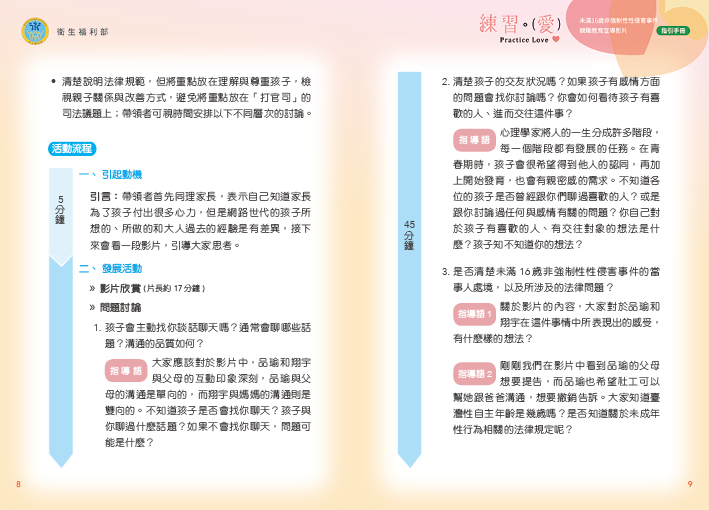 衛生福利部
練習。(愛)
Practice Love
未滿16歲非強制性性侵害事件
親職教育宣導影片
指引手冊
• 清楚說明法律規範，但將重點放在理解與尊重孩子，檢
視親子關係與改善方式，避免將重點放在「打官司」的
司法議題上；帶領者可視時間安排以下不同層次的討論。
活動流程
5分鐘
一、 引起動機
引言：帶領者首先同理家長，表示自己知道家長
為了孩子付出很多心力，但是網路世代的孩子所
想的、所做的和大人過去的經驗是有差異，接下
來會看一段影片，引導大家思考。
二、 發展活動
» 影片欣賞 ( 片長約 17 分鐘 )
» 問題討論
1. 孩子會主動找你談話聊天嗎？通常會聊哪些話
題？溝通的品質如何？
指導語 大家應該對於影片中，品瑜和翔宇
與父母的互動印象深刻，品瑜與父
母的溝通是單向的，而翔宇與媽媽的溝通則是
雙向的。不知道孩子是否會找你聊天？孩子與
你聊過什麼話題？如果不會找你聊天，問題可
能是什麼？
8
45分鐘
2. 清楚孩子的交友狀況嗎？如果孩子有感情方面
的問題會找你討論嗎？你會如何看待孩子有喜
歡的人、進而交往這件事？
指導語 心理學家將人的一生分成許多階段，
每一個階段都有發展的任務。在青
春期時，孩子會很希望得到他人的認同，再加
上開始發育，也會有親密感的需求。不知道各
位的孩子是否曾經跟你們聊過喜歡的人？或是
跟你討論過任何與感情有關的問題？你自己對
於孩子有喜歡的人、有交往對象的想法是什
麼？孩子知不知道你的想法？
3. 是否清楚未滿 16 歲非強制性性侵害事件的當
事人處境，以及所涉及的法律問題？
指導語 1 關於影片的內容，大家對於品瑜和
翔宇在這件事情中所表現出的感受，
有什麼樣的想法？
指導語 2 剛剛我們在影片中看到品瑜的父母
想要提告，而品瑜也希望社工可以
幫她跟爸爸溝通，想要撤銷告訴。大家知道臺
灣性自主年齡是幾歲嗎？是否知道關於未成年
性行為相關的法律規定呢？
9